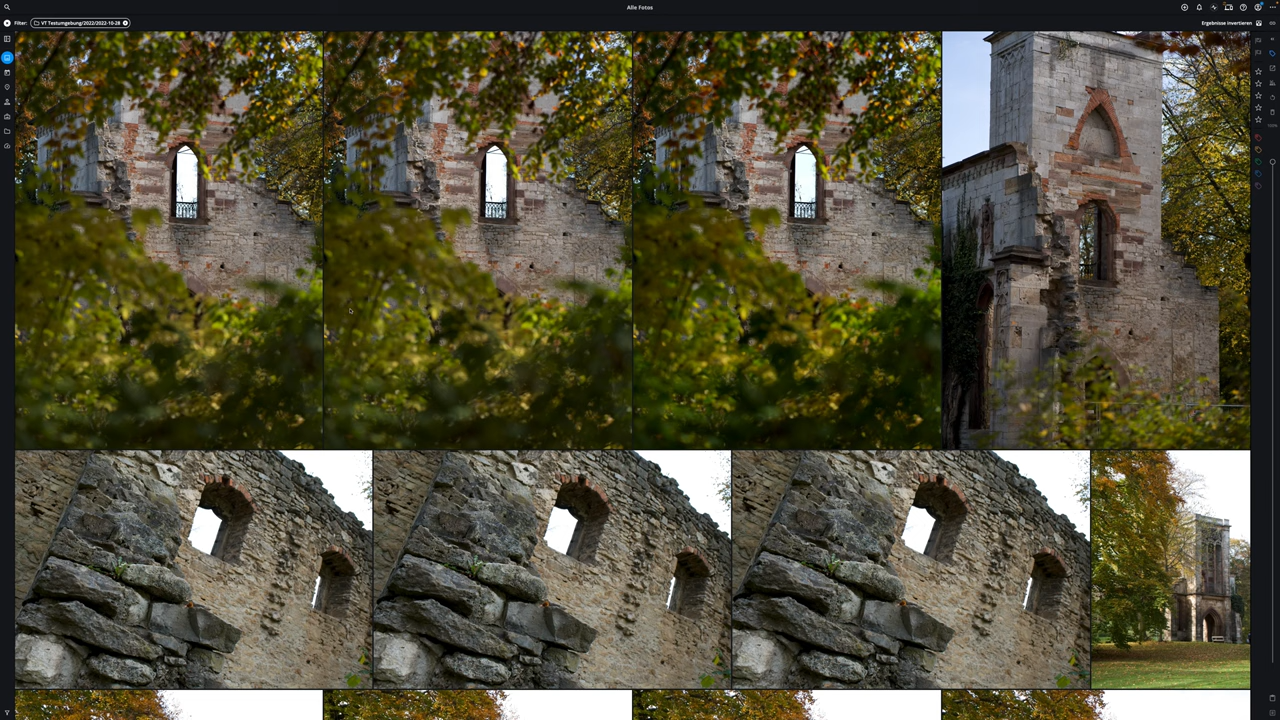 Alle Fotos
Filter: VT Testumgebung/2022/2022-10-28
Ergebnisse invertieren